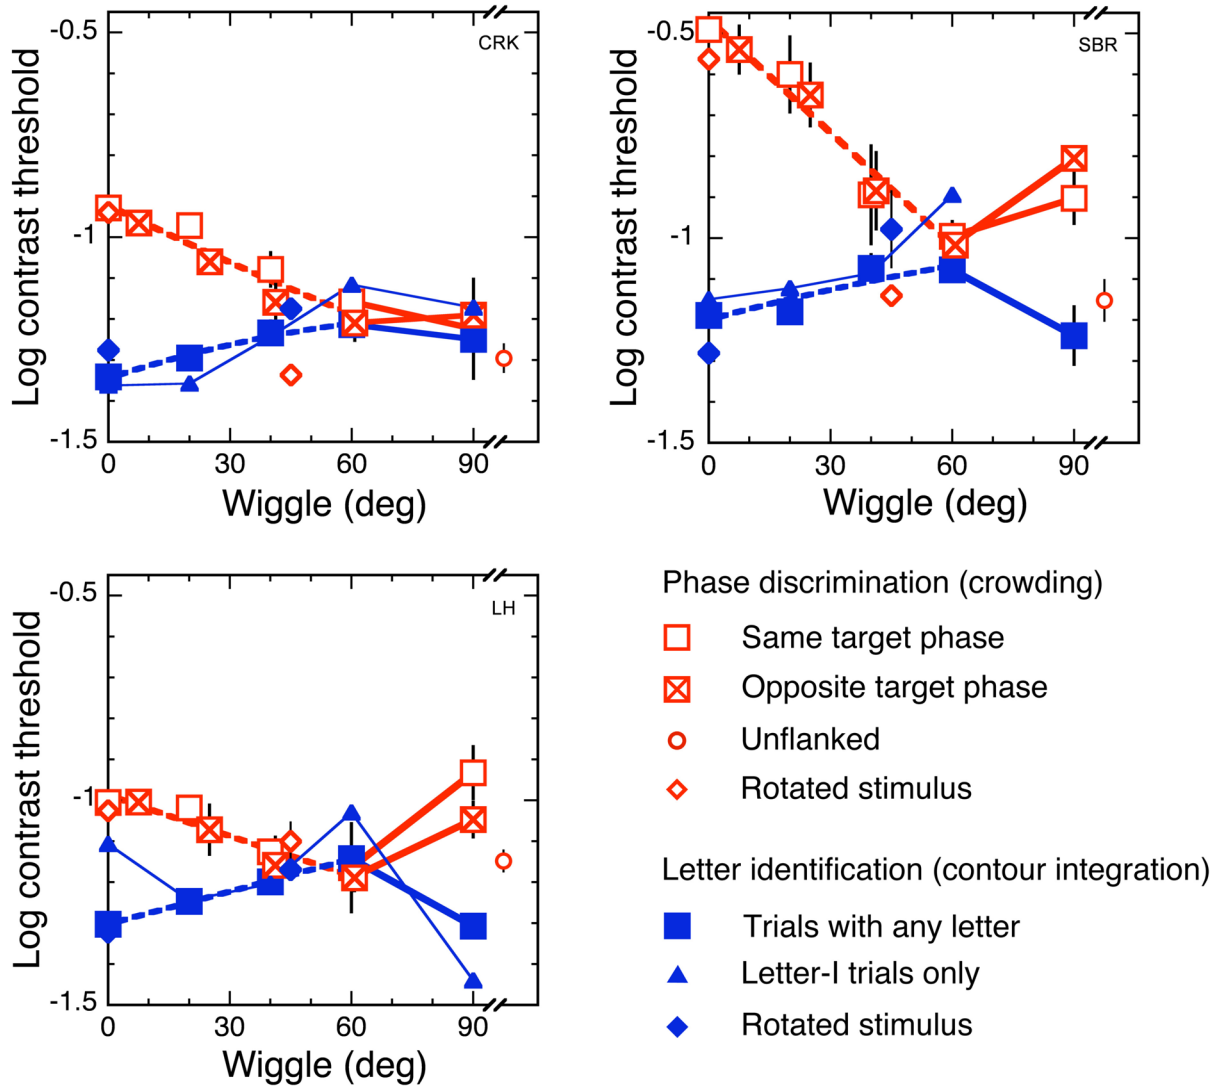 -0.5
CRK
-1
-1.5
Log contrast threshold
0 30 60 90
Wiggle (deg)
-0.5
SBR
-1
-1.5
Log contrast threshold
0 30 60 90
Wiggle (deg)
-0.5
LH
-1
-1.5
Log contrast threshold
0 30 60 90
Wiggle (deg)
Phase discrimination (crowding)
Same target phase
Opposite target phase
Unflanked
Rotated stimulus
Letter identification (contour integration)
Trials with any letter
Letter-I trials only
Rotated stimulus